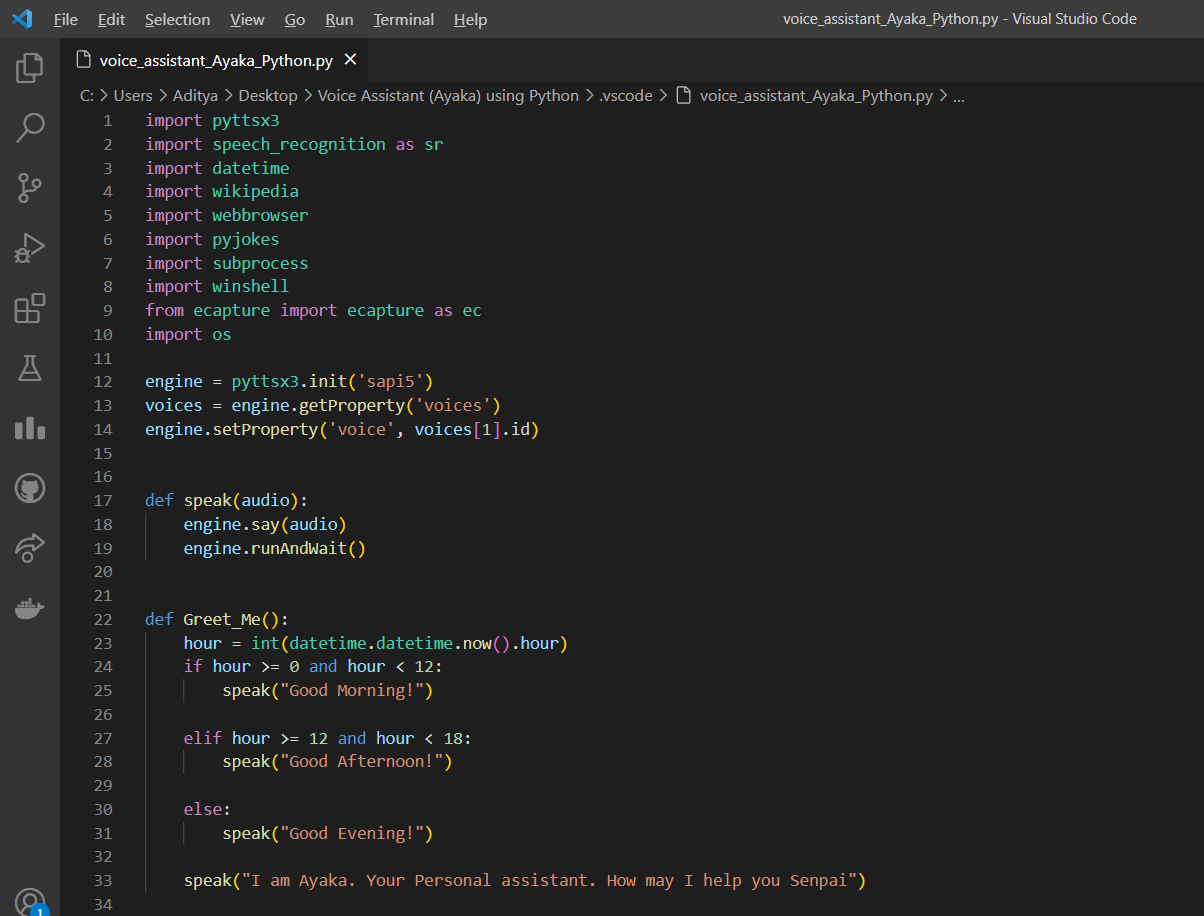 File Edit Selection View Go Run Terminal Help voice_assistant_Ayaka_Python.py - Visual Studio Code
voice_assistant_Ayaka_Python.py ×
C: > Users > Aditya > Desktop > Voice Assistant (Ayaka) using Python > .vscode > voice_assistant_Ayaka_Python.py > ...
1 import pyttsx3
2 import speech_recognition as sr
3 import datetime
4 import wikipedia
5 import webbrowser
6 import pyjokes
7 import subprocess
8 import winshell
9 from ecapture import ecapture as ec
10 import os
11
12 engine = pyttsx3.init('sapi5')
13 voices = engine.getProperty('voices')
14 engine.setProperty('voice', voices[1].id)
15
16
17 def speak(audio):
18     engine.say(audio)
19     engine.runAndWait()
20
21
22 def Greet_Me():
23     hour = int(datetime.datetime.now().hour)
24     if hour >= 0 and hour < 12:
25         speak("Good Morning!")
26
27     elif hour >= 12 and hour < 18:
28         speak("Good Afternoon!")
29
30     else:
31         speak("Good Evening!")
32
33     speak("I am Ayaka. Your Personal assistant. How may I help you Senpai")
34
1